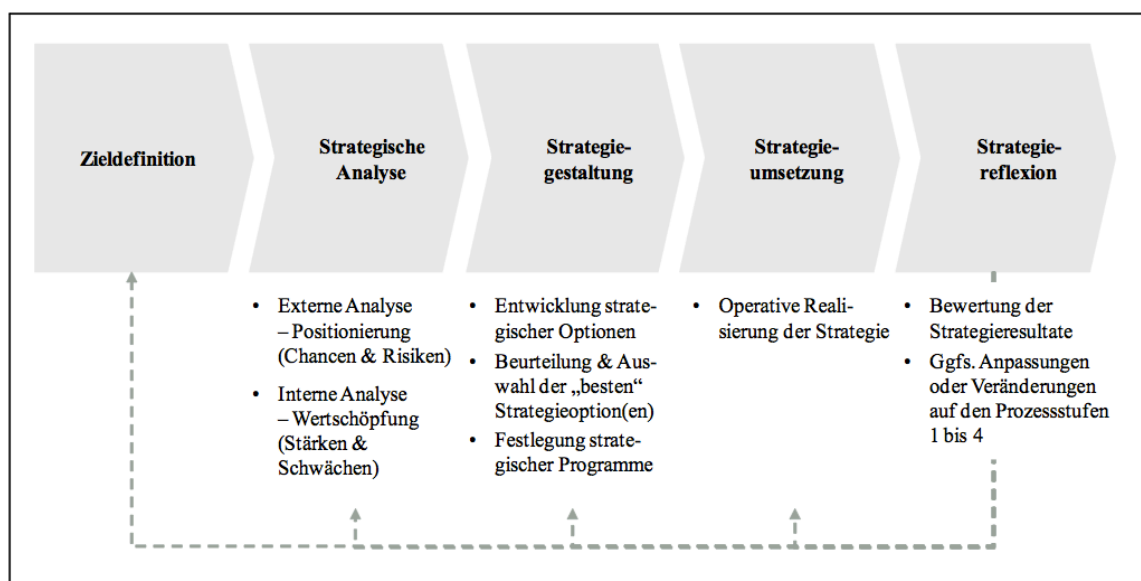 Zieldefinition
Strategische
Analyse
Strategie-
gestaltung
Strategie-
umsetzung
Strategie-
reflexion
• Externe Analyse
– Positionierung
(Chancen & Risiken)
• Interne Analyse
– Wertschöpfung
(Stärken &
Schwächen)
• Entwicklung strate-
gischer Optionen
• Beurteilung & Aus-
wahl der „besten“
Strategieoption(en)
• Festlegung strate-
gischer Programme
• Operative Reali-
sierung der Strategie
• Bewertung der
Strategieresultate
• Ggfs. Anpassungen
oder Veränderungen
auf den Prozessstufen
1 bis 4